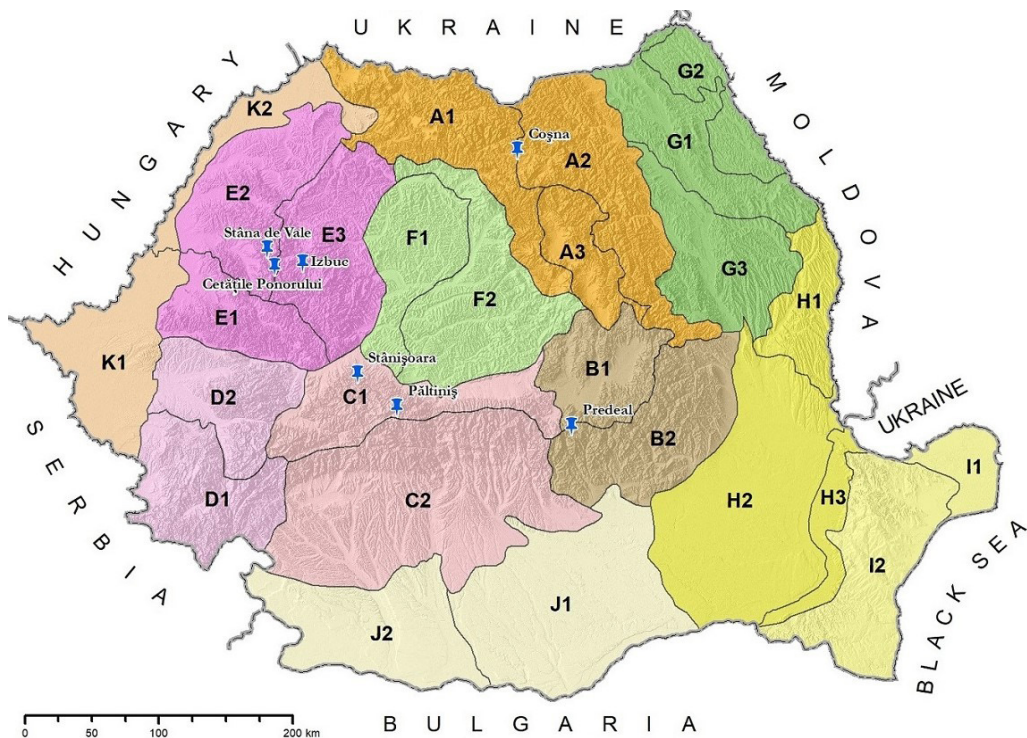 UKRAINE
HUNGARY
MOLDOVA
K2
A1
G2
Coşna
G1
A2
E2
Stâna de Vale
E3
F1
A3
Izbuc
Cetăţile Ponorului
G3
F2
H1
E1
K1
Stânişoara
B1
C1
D2
Păltiniş
Predeal
UKRAINE
B2
SERBIA
I1
D1
C2
H2
H3
I2
BLACK SEA
J1
J2
BULGARIA
0 50 100 200 km